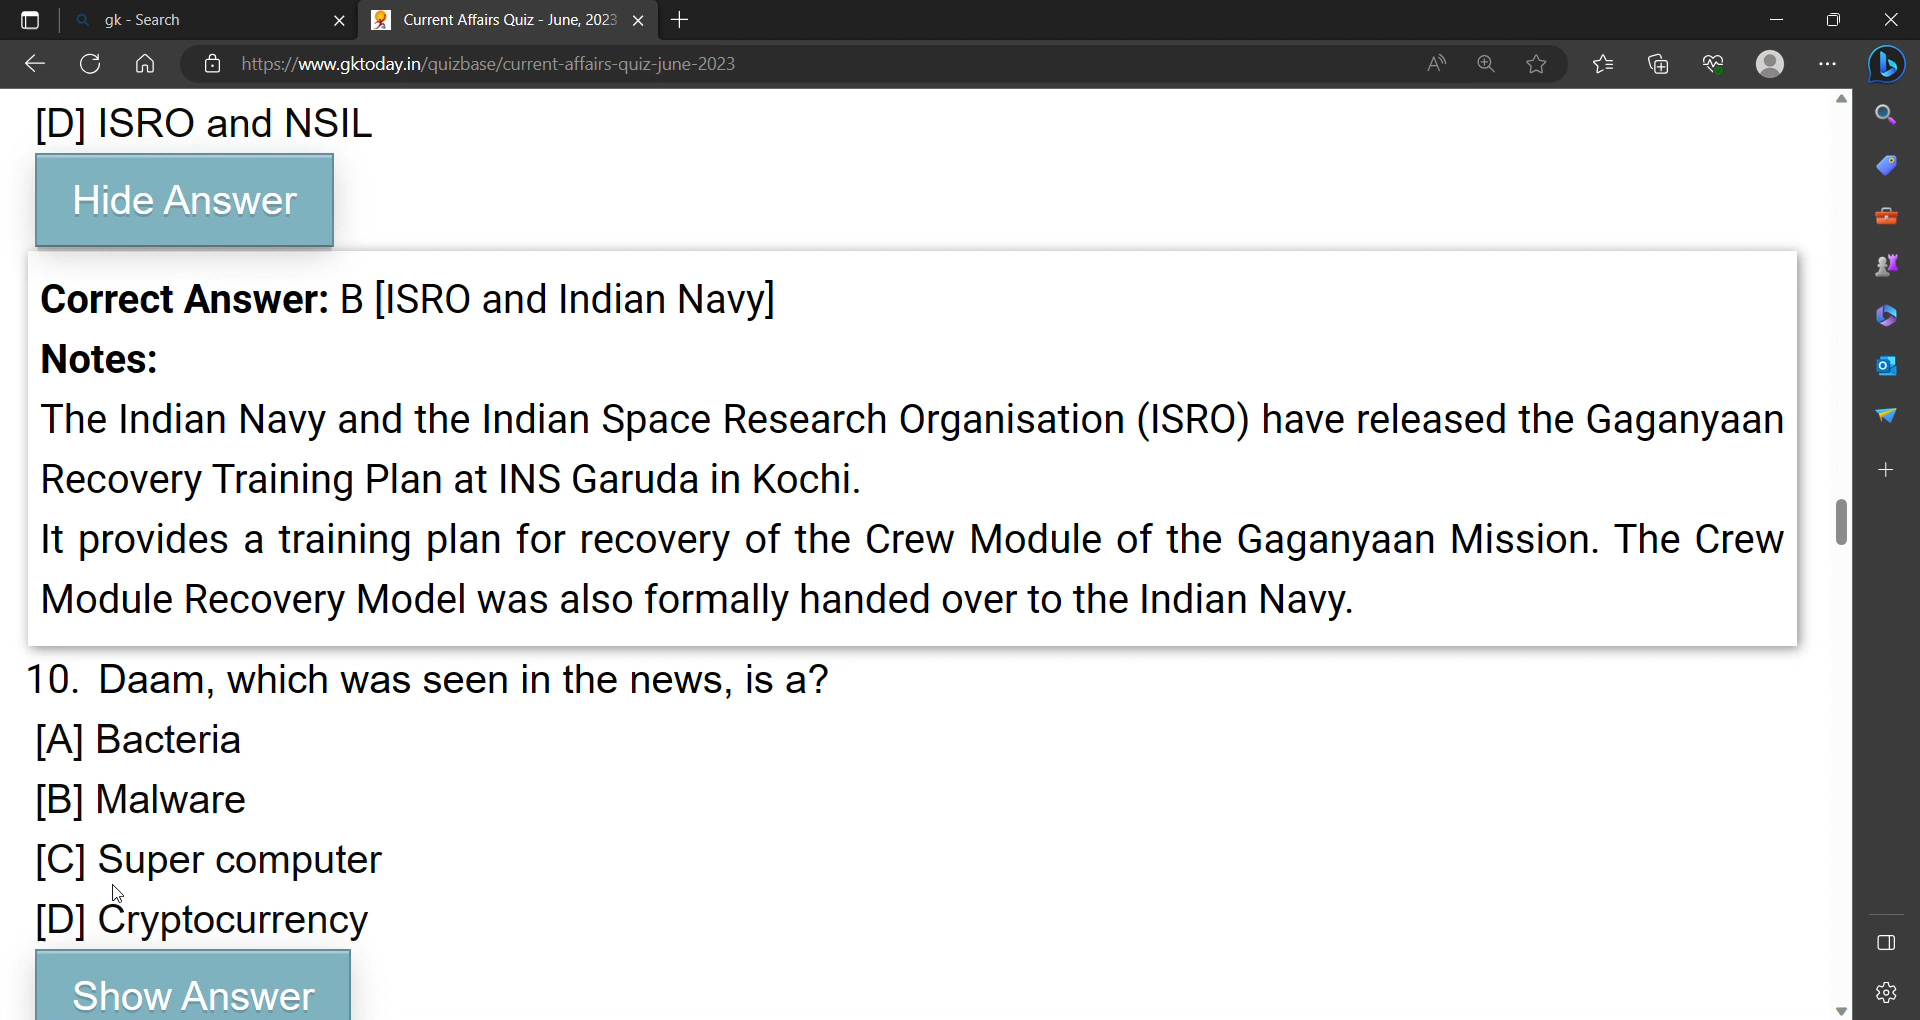 gk - Search
Current Affairs Quiz - June, 2023
https://www.gktoday.in/quizbase/current-affairs-quiz-june-2023
[D] ISRO and NSIL
Hide Answer
Correct Answer: B [ISRO and Indian Navy]
Notes:
The Indian Navy and the Indian Space Research Organisation (ISRO) have released the Gaganyaan
Recovery Training Plan at INS Garuda in Kochi.
It provides a training plan for recovery of the Crew Module of the Gaganyaan Mission. The Crew
Module Recovery Model was also formally handed over to the Indian Navy.
10. Daam, which was seen in the news, is a?
[A] Bacteria
[B] Malware
[C] Super computer
[D] Cryptocurrency
Show Answer